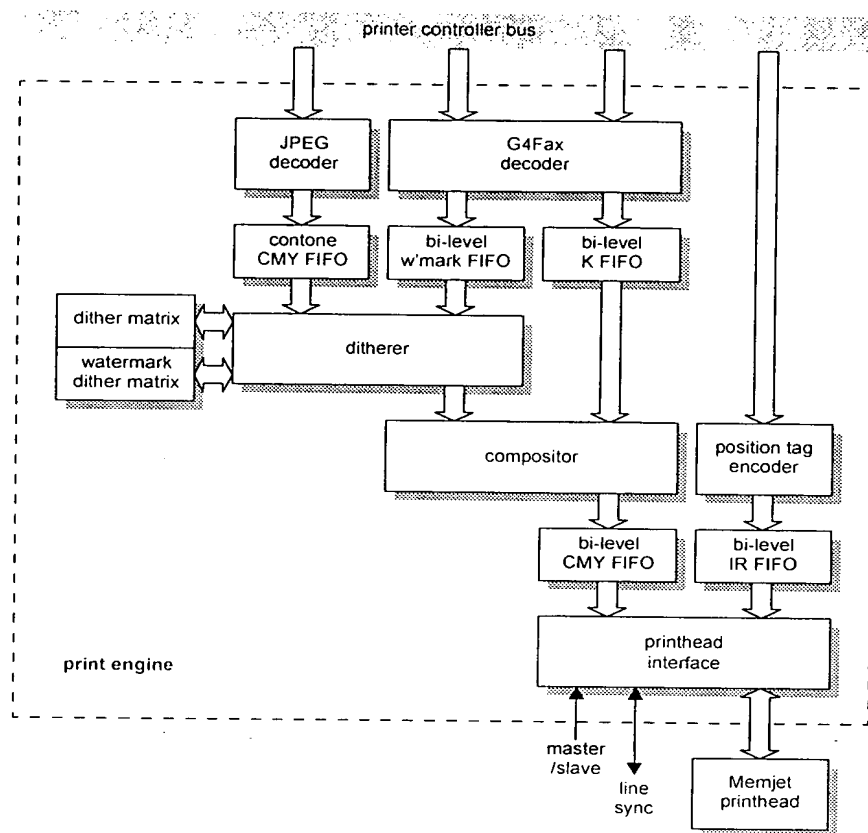 printer controller bus
JPEG
decoder
G4Fax
decoder
contone
CMY FIFO
bi-level
w'mark FIFO
bi-level
K FIFO
dither matrix
watermark
dither matrix
ditherer
compositor
position tag
encoder
bi-level
CMY FIFO
bi-level
IR FIFO
printhead
interface
print engine
master
/slave
line
sync
Memjet
printhead